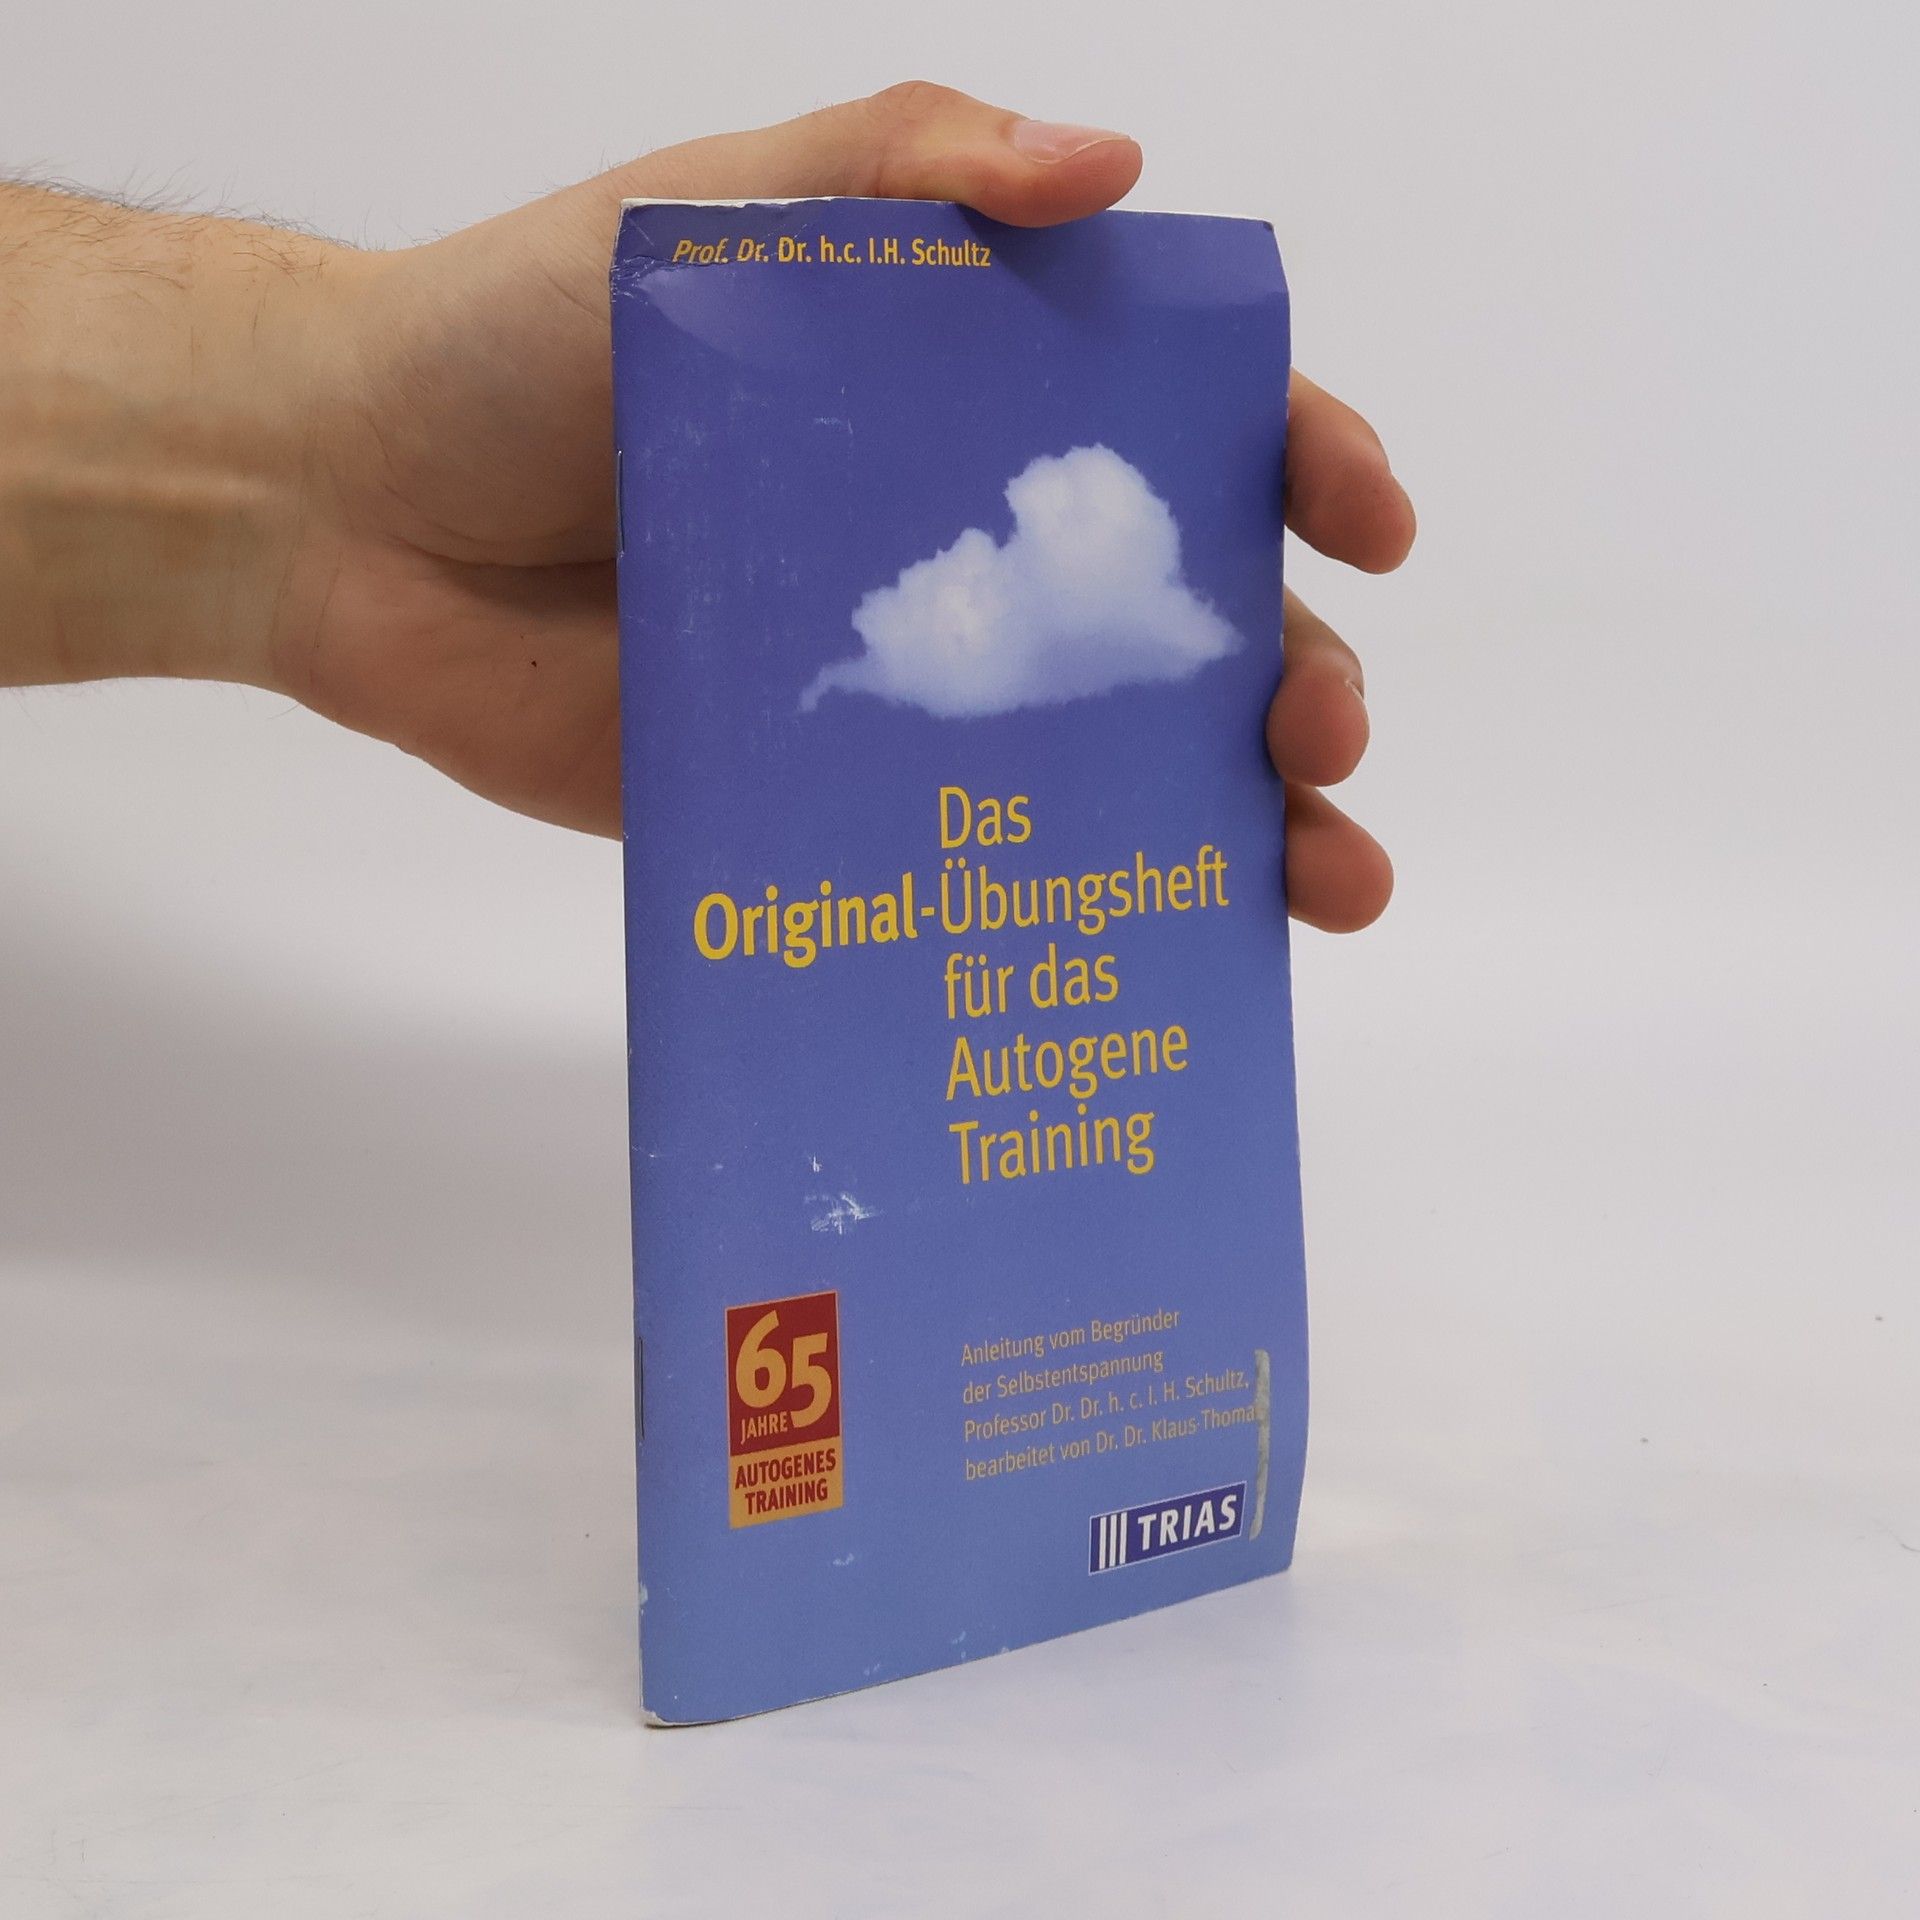 Prof. Dr. Dr. h.c. I.H. Schultz
Das
Original-Übungsheft
für das
Autogene
Training
65
JAHRE
AUTOGENES
TRAINING
Anleitung vom Begründer
der Selbstentspannung
Professor Dr. Dr. h. c. I. H. Schultz,
bearbeitet von Dr. Dr. Klaus Thomas
TRIAS